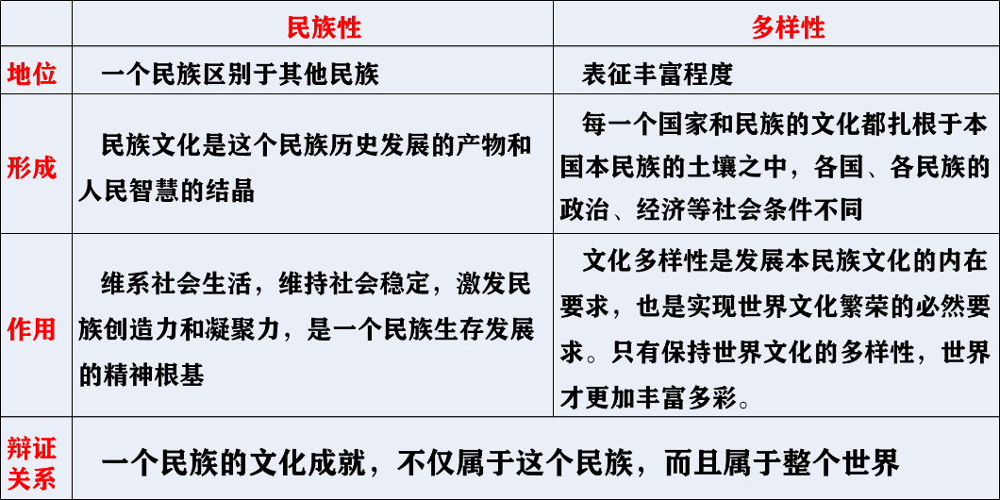 民族性
多样性
地位
一个民族区别于其他民族
表征丰富程度
形成
民族文化是这个民族历史发展的产物和
人民智慧的结晶
每一个国家和民族的文化都扎根于本
国本民族的土壤之中，各国、各民族的
政治、经济等社会条件不同
作用
维系社会生活，维持社会稳定，激发民
族创造力和凝聚力，是一个民族生存发展
的精神根基
文化多样性是发展本民族文化的内在
要求，也是实现世界文化繁荣的必然要
求。只有保持世界文化的多样性，世界
才更加丰富多彩。
辩证
关系
一个民族的文化成就，不仅属于这个民族，而且属于整个世界